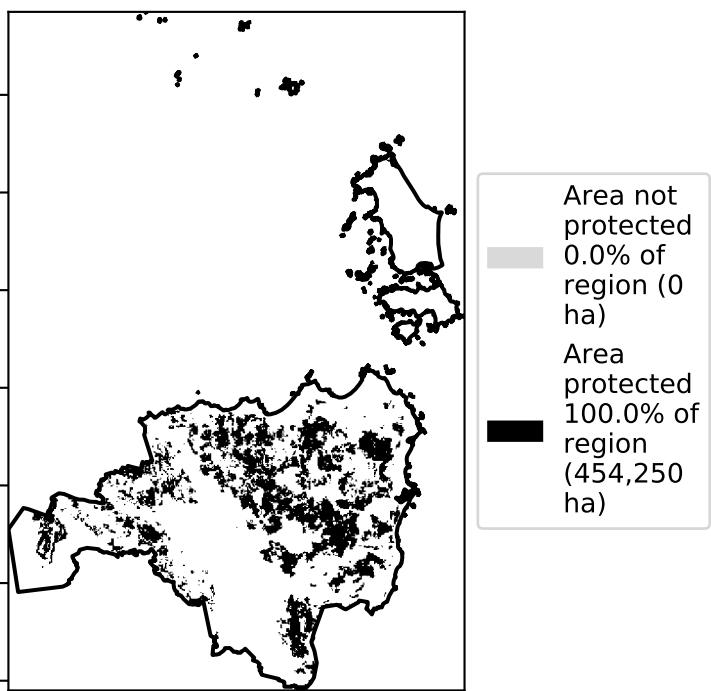 Area not
protected
0.0% of
region (0
ha)
Area
protected
100.0% of
region
(454,250
ha)